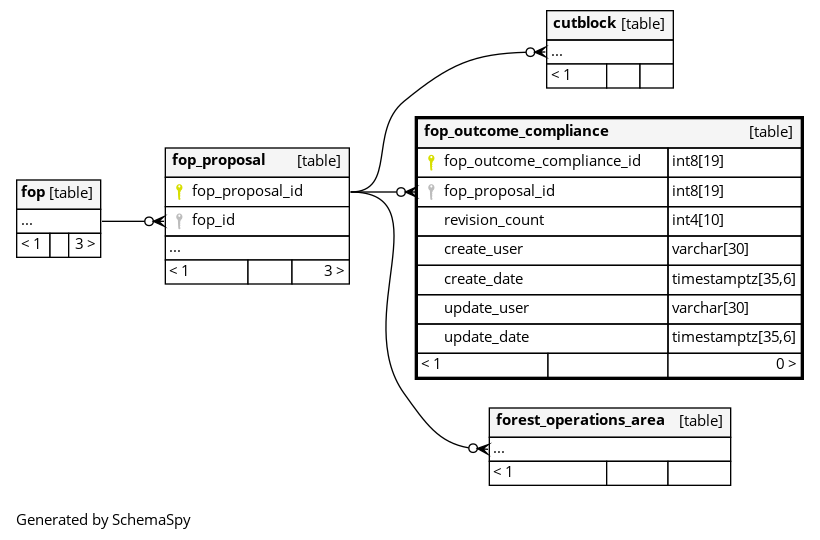 cutblock [table]
...
< 1
fop_outcome_compliance [table]
fop_outcome_compliance_id int8[19]
fop_proposal_id int8[19]
revision_count int4[10]
create_user varchar[30]
create_date timestamptz[35,6]
update_user varchar[30]
update_date timestamptz[35,6]
< 1 0 >
fop_proposal [table]
fop_proposal_id
fop_id
...
< 1 3 >
fop [table]
...
< 1 3 >
forest_operations_area [table]
...
< 1
Generated by SchemaSpy